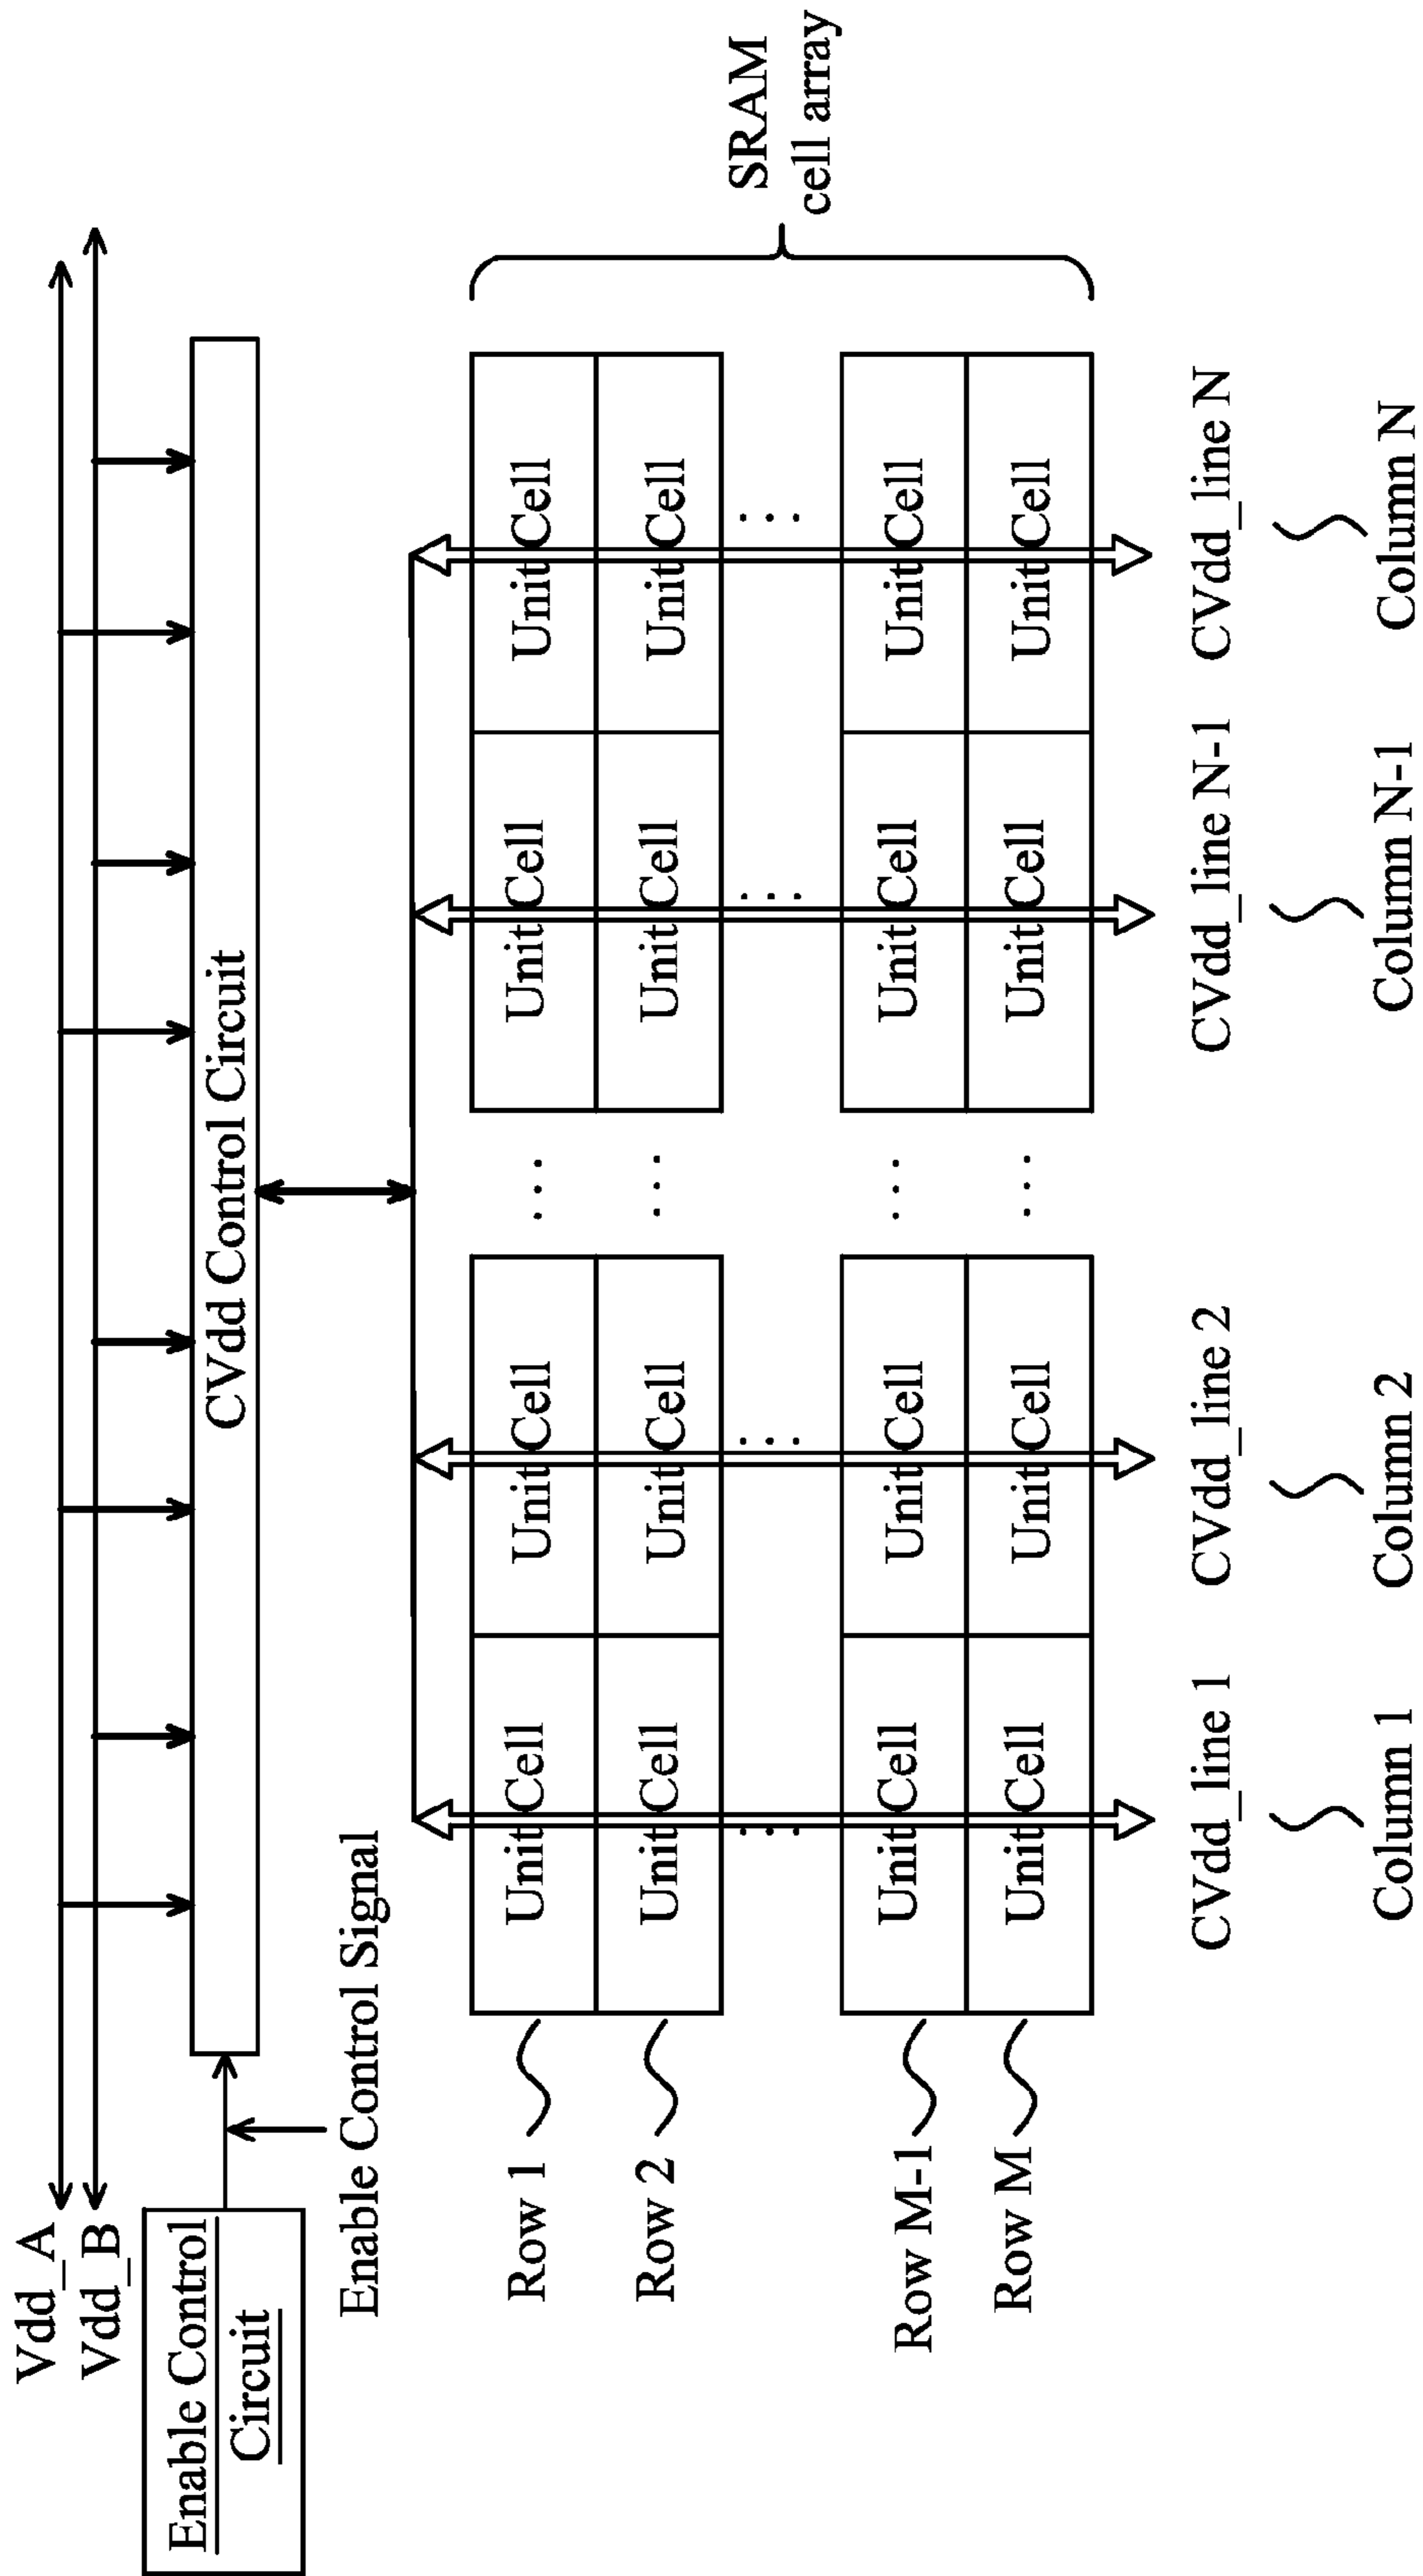 Vdd_A
Vdd_B
Enable Control
Circuit
CVdd Control Circuit
Enable Control Signal
Row 1
Unit Cell
Unit Cell
...
Unit Cell
Unit Cell
Row 2
Unit Cell
Unit Cell
...
Unit Cell
Unit Cell
... ... ... ...
Row M-1
Unit Cell
Unit Cell
...
Unit Cell
Unit Cell
Row M
Unit Cell
Unit Cell
...
Unit Cell
Unit Cell
SRAM
cell array
CVdd_line 1
CVdd_line 2
CVdd_line N-1
CVdd_line N
Column 1
Column 2
Column N-1
Column N